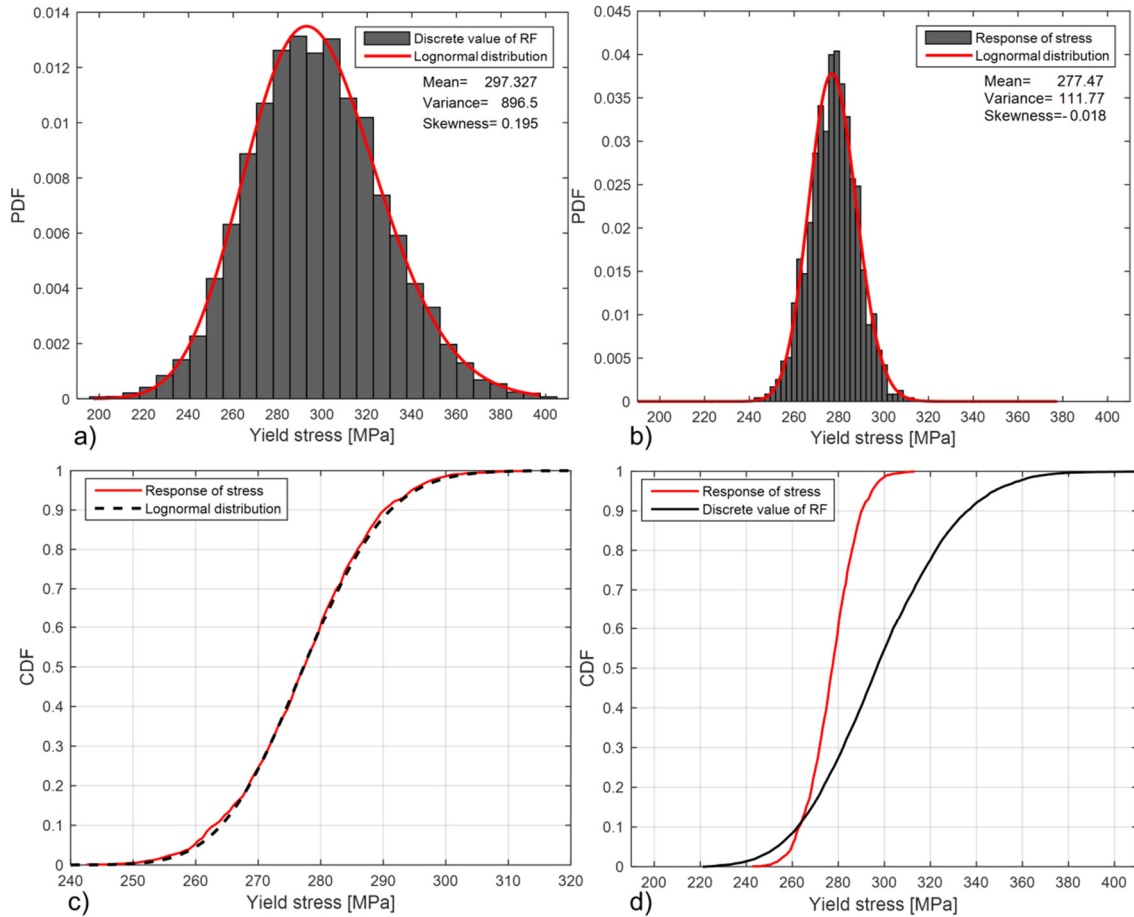 0.014
0.012
0.01
0.008
0.006
0.004
0.002
0
PDF
Discrete value of RF
Lognormal distribution
Mean= 297.327
Variance= 896.5
Skewness= 0.195
200 220 240 260 280 300 320 340 360 380 400
Yield stress [MPa]
a)
0.045
0.04
0.035
0.03
0.025
0.02
0.015
0.01
0.005
0
PDF
Response of stress
Lognormal distribution
Mean= 277.47
Variance= 111.77
Skewness=- 0.018
200 220 240 260 280 300 320 340 360 380 400
Yield stress [MPa]
b)
1
0.9
0.8
0.7
0.6
0.5
0.4
0.3
0.2
0.1
0
CDF
Response of stress
Lognormal distribution
240 250 260 270 280 290 300 310 320
Yield stress [MPa]
c)
1
0.9
0.8
0.7
0.6
0.5
0.4
0.3
0.2
0.1
0
CDF
Response of stress
Discrete value of RF
200 220 240 260 280 300 320 340 360 380 400
Yield stress [MPa]
d)